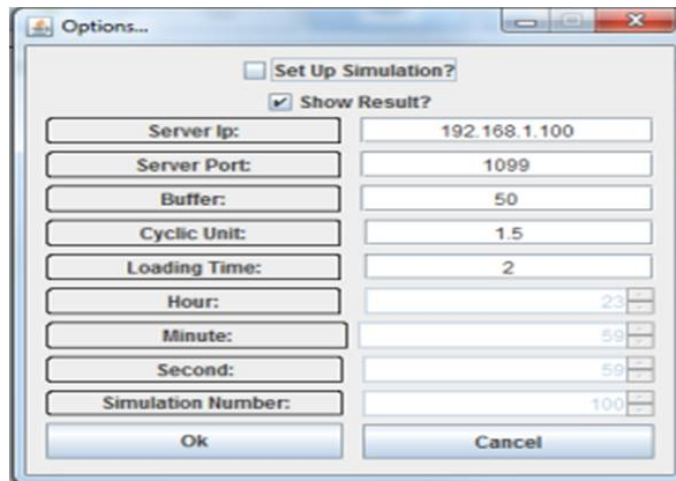 Options...
Set Up Simulation?
Show Result?
Server Ip: 192.168.1.100
Server Port: 1099
Buffer: 50
Cyclic Unit: 1.5
Loading Time: 2
Hour: 23
Minute: 59
Second: 59
Simulation Number: 100
Ok Cancel